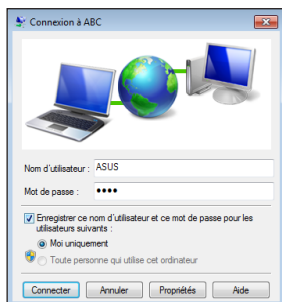 Connexion à ABC
Nom d'utilisateur : ASUS
Mot de passe : ••••
Enregistrer ce nom d'utilisateur et ce mot de passe pour les
utilisateurs suivants :
Moi uniquement
Toute personne qui utilise cet ordinateur
Connecter Annuler Propriétés Aide